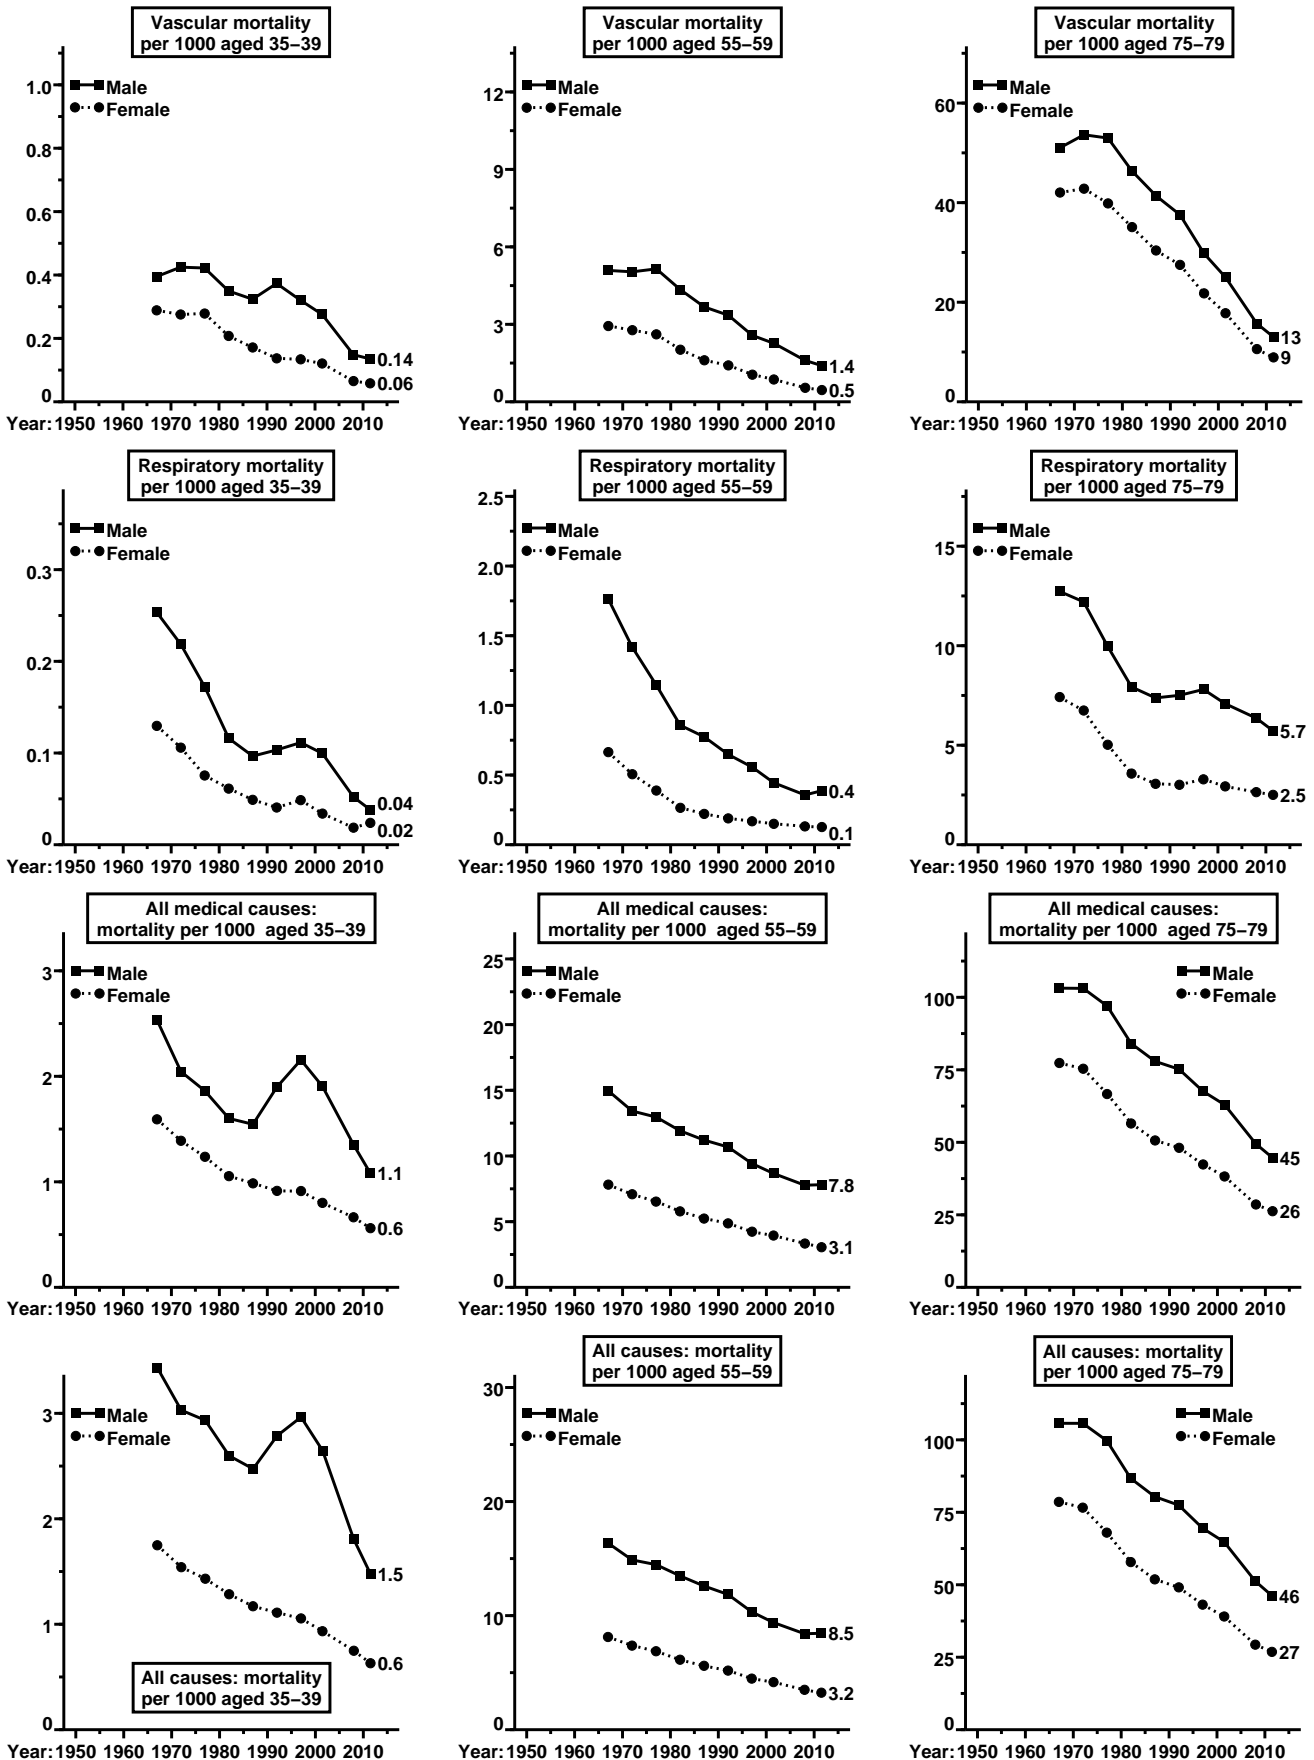 Vascular mortality
per 1000 aged 35–39
1.0
0.8
0.6
0.4
0.2
0
Male
Female
0.14
0.06
Year: 1950 1960 1970 1980 1990 2000 2010
Vascular mortality
per 1000 aged 55–59
12
9
6
3
0
Male
Female
1.4
0.5
1950 1960 1970 1980 1990 2000 2010
Year:
Vascular mortality
per 1000 aged 75–79
60
40
20
0
Male
Female
13
9
Year: 1950 1960 1970 1980 1990 2000 2010
Respiratory mortality
per 1000 aged 35–39
0.3
0.2
0.1
0
Male
Female
0.04
0.02
Year: 1950 1960 1970 1980 1990 2000 2010
Respiratory mortality
per 1000 aged 55–59
2.5
2.0
1.5
1.0
0.5
0
Male
Female
0.4
0.1
Year: 1950 1960 1970 1980 1990 2000 2010
Respiratory mortality
per 1000 aged 75–79
15
10
5
0
Male
Female
5.7
2.5
Year: 1950 1960 1970 1980 1990 2000 2010
All medical causes:
mortality per 1000 aged 35–39
3
2
1
0
Male
Female
1.1
0.6
Year: 1950 1960 1970 1980 1990 2000 2010
All medical causes:
mortality per 1000 aged 55–59
25
20
15
10
5
0
Male
Female
7.8
3.1
Year: 1950 1960 1970 1980 1990 2000 2010
All medical causes:
mortality per 1000 aged 75–79
100
75
50
25
0
Male
Female
45
26
Year: 1950 1960 1970 1980 1990 2000 2010
3
2
1
0
Male
Female
1.5
0.6
All causes: mortality
per 1000 aged 35–39
Year: 1950 1960 1970 1980 1990 2000 2010
All causes: mortality
per 1000 aged 55–59
30
20
10
0
Male
Female
8.5
3.2
Year: 1950 1960 1970 1980 1990 2000 2010
All causes: mortality
per 1000 aged 75–79
100
75
50
25
0
Male
Female
46
27
Year: 1950 1960 1970 1980 1990 2000 2010